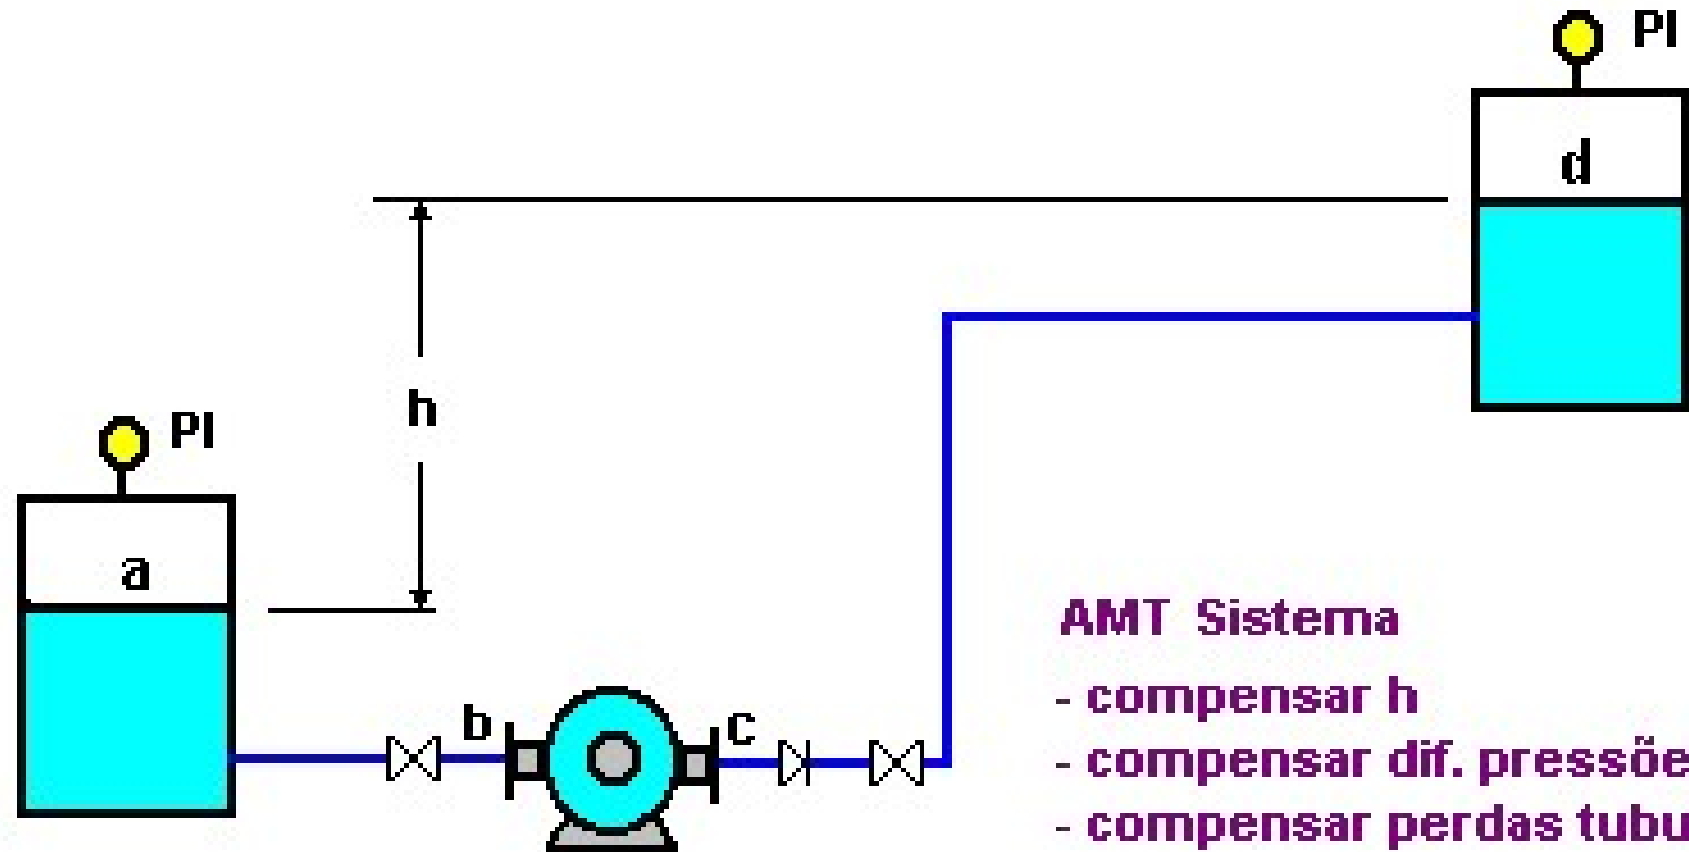 PI
d
h
PI
a
b
c
AMT Sistema
- compensar h
- compensar dif. pressõe
- compensar perdas tubu